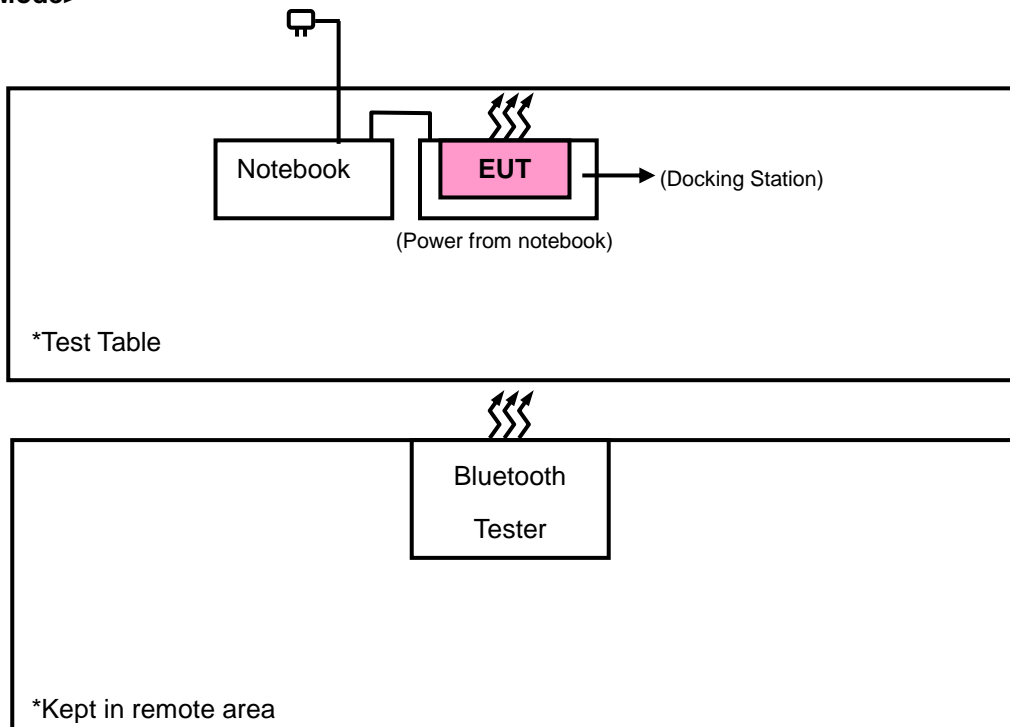 Notebook
EUT
(Docking Station)
(Power from notebook)
*Test Table
Bluetooth
Tester
*Kept in remote area